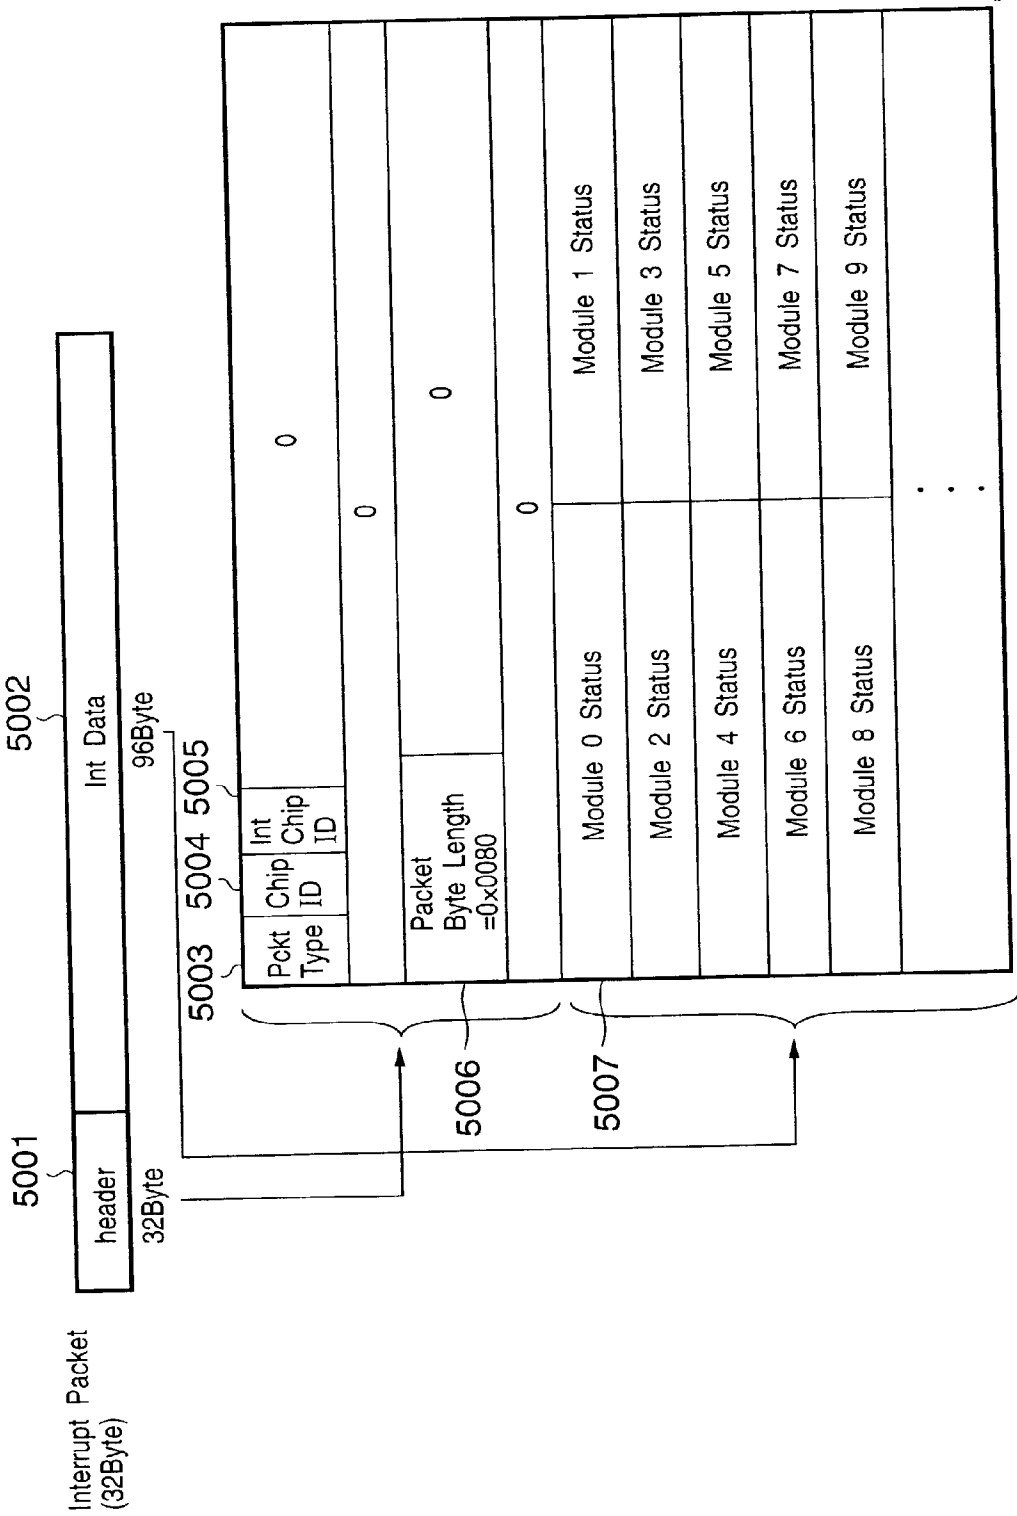 Interrupt Packet
(32Byte)
5001
5002
header
Int Data
32Byte
96Byte
5003
5004
5005
Pckt
Type
Chip
ID
Int
Chip
ID
0
0
Packet
Byte Length
=0x0080
0
0
5006
5007
Module 0 Status
Module 1 Status
Module 2 Status
Module 3 Status
Module 4 Status
Module 5 Status
Module 6 Status
Module 7 Status
Module 8 Status
Module 9 Status
. . .